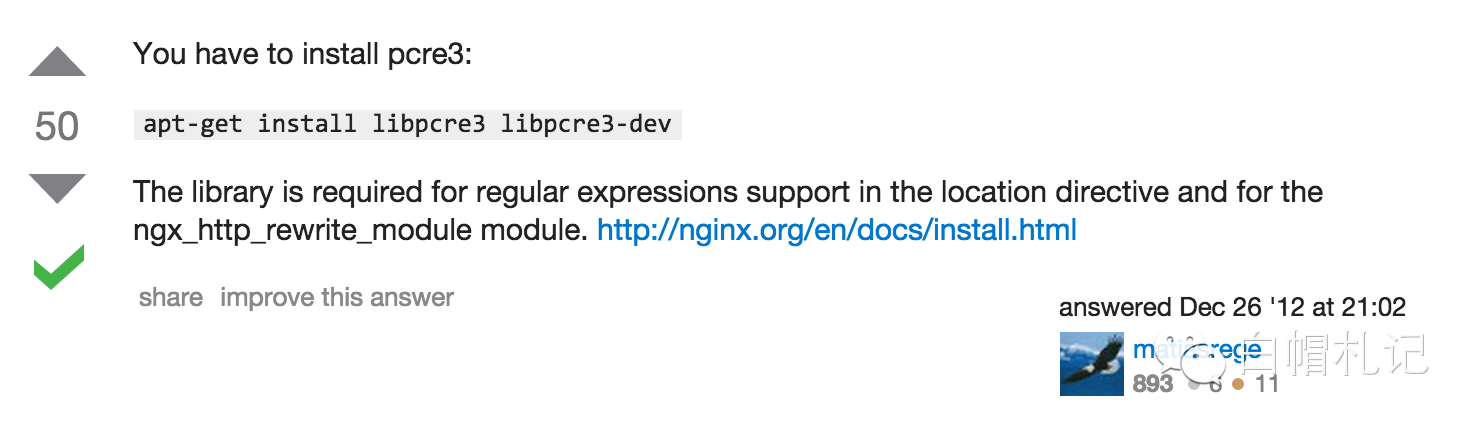 You have to install pcre3:
50
apt-get install libpcre3 libpcre3-dev
The library is required for regular expressions support in the location directive and for the
ngx_http_rewrite_module module. http://nginx.org/en/docs/install.html
share improve this answer
answered Dec 26 '12 at 21:02
matiasrege
白帽札记
893 6 11